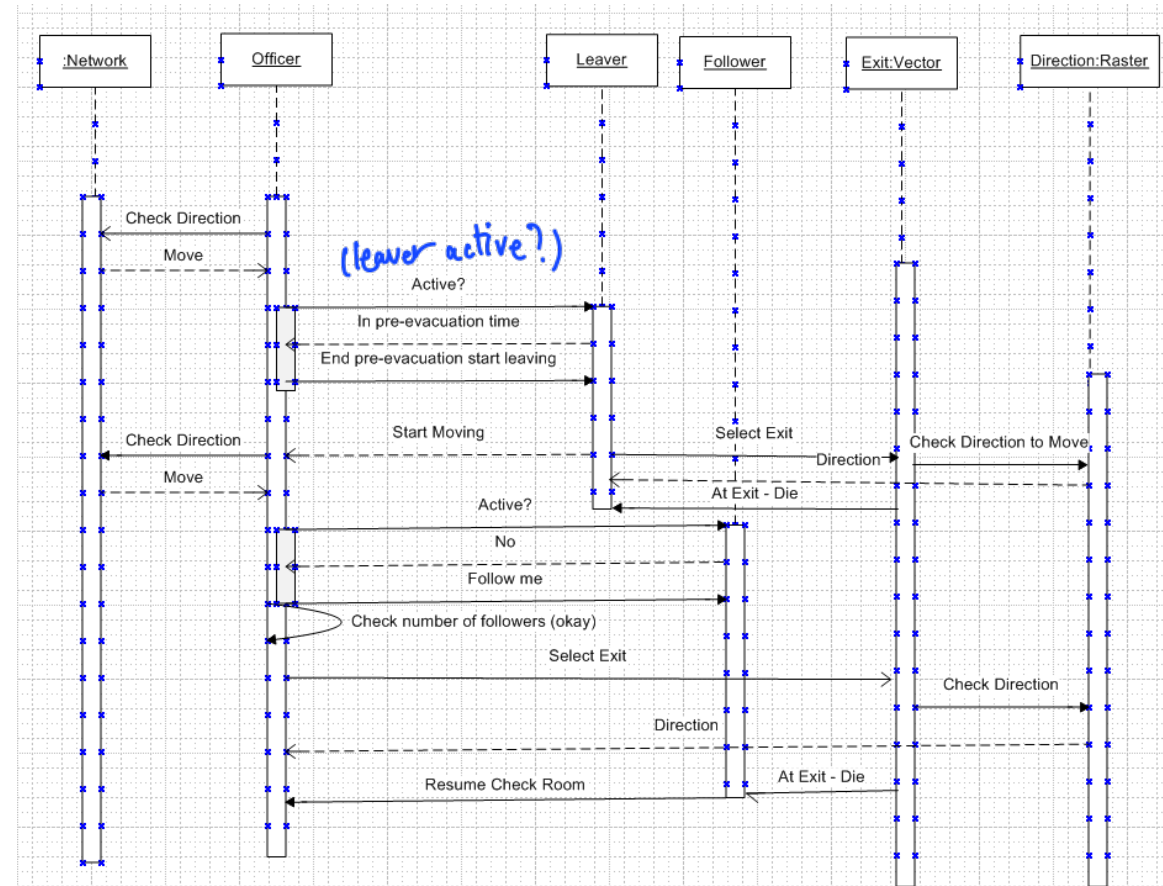 :Network
Officer
Leaver
Follower
Exit:Vector
Direction:Raster
Check Direction
Move
(leaver active?)
Active?
In pre-evacuation time
End pre-evacuation start leaving
Check Direction
Start Moving
Select Exit
Check Direction to Move
Direction
Move
At Exit - Die
Active?
No
Follow me
Check number of followers (okay)
Select Exit
Check Direction
Direction
At Exit - Die
Resume Check Room